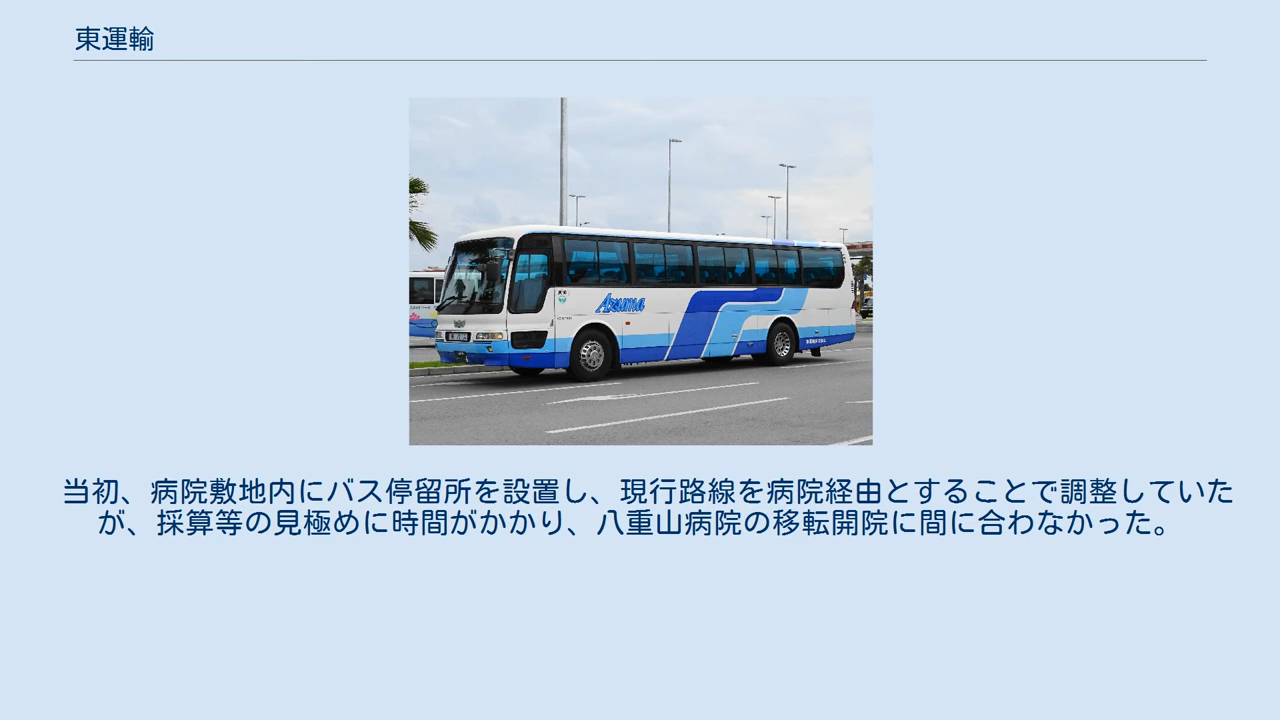 東運輸
Azuma
当初、病院敷地内にバス停留所を設置し、現行路線を病院経由とすることで調整していた
が、採算等の見極めに時間がかかり、八重山病院の移転開院に間に合わなかった。